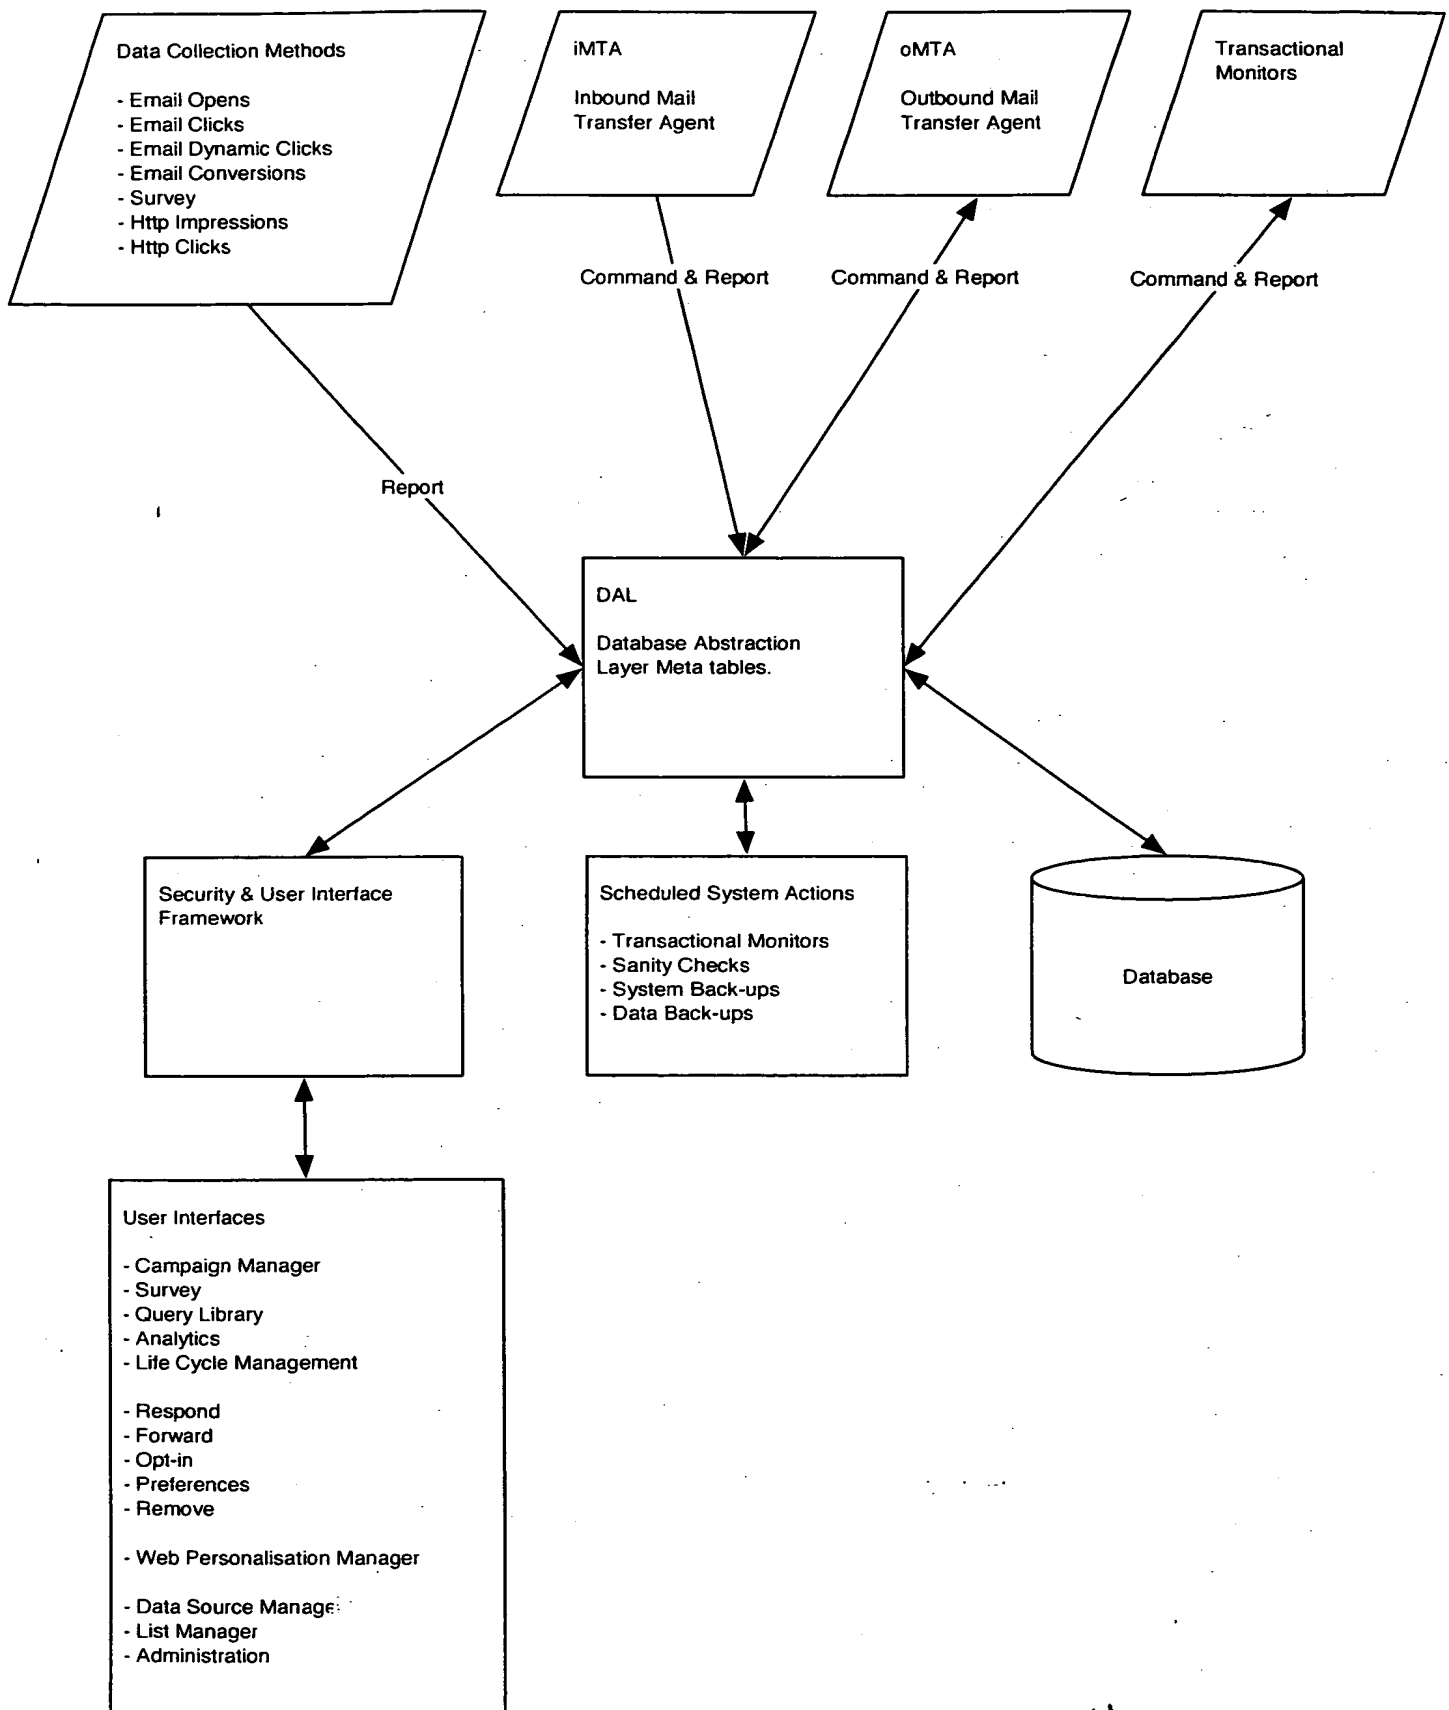 Data Collection Methods
- Email Opens
- Email Clicks
- Email Dynamic Clicks
- Email Conversions
- Survey
- Http Impressions
- Http Clicks
iMTA
Inbound Mail
Transfer Agent
oMTA
Outbound Mail
Transfer Agent
Transactional
Monitors
Command & Report
Command & Report
Command & Report
Report
DAL
Database Abstraction
Layer Meta tables.
Security & User Interface
Framework
Scheduled System Actions
- Transactional Monitors
- Sanity Checks
- System Back-ups
- Data Back-ups
Database
User Interfaces
- Campaign Manager
- Survey
- Query Library
- Analytics
- Life Cycle Management
- Respond
- Forward
- Opt-in
- Preferences
- Remove
- Web Personalisation Manager
- Data Source Manage
- List Manager
- Administration